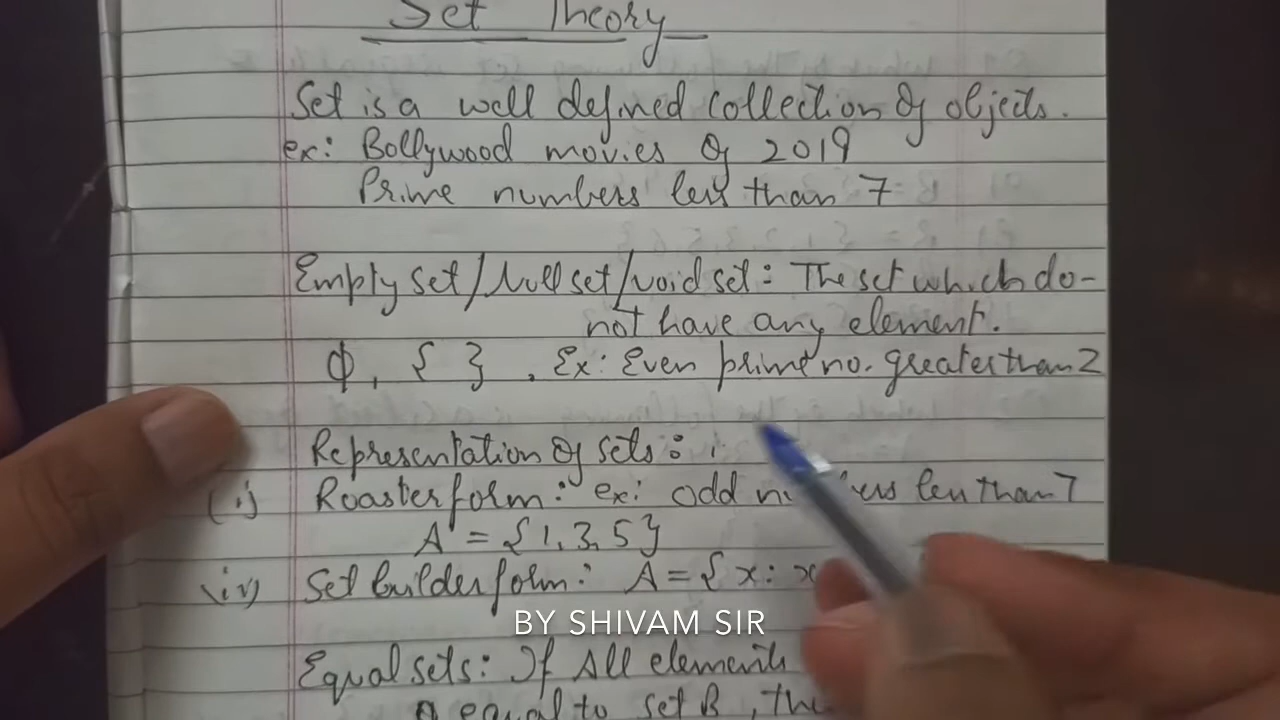 Set Theory
Set is a well defined collection of objects.
ex: Bollywood movies of 2019
Prime numbers less than 7
Empty set/Null set/void set: The set which do-
not have any element.
Φ, { } . Ex: Even prime no. greater than 2
Representation of sets:
(i) Roaster form: ex: odd less than 7
A = {1, 3, 5}
(ii) Set builder form: A = {x: x
BY SHIVAM SIR
Equal sets: If All elements
equal to set B,